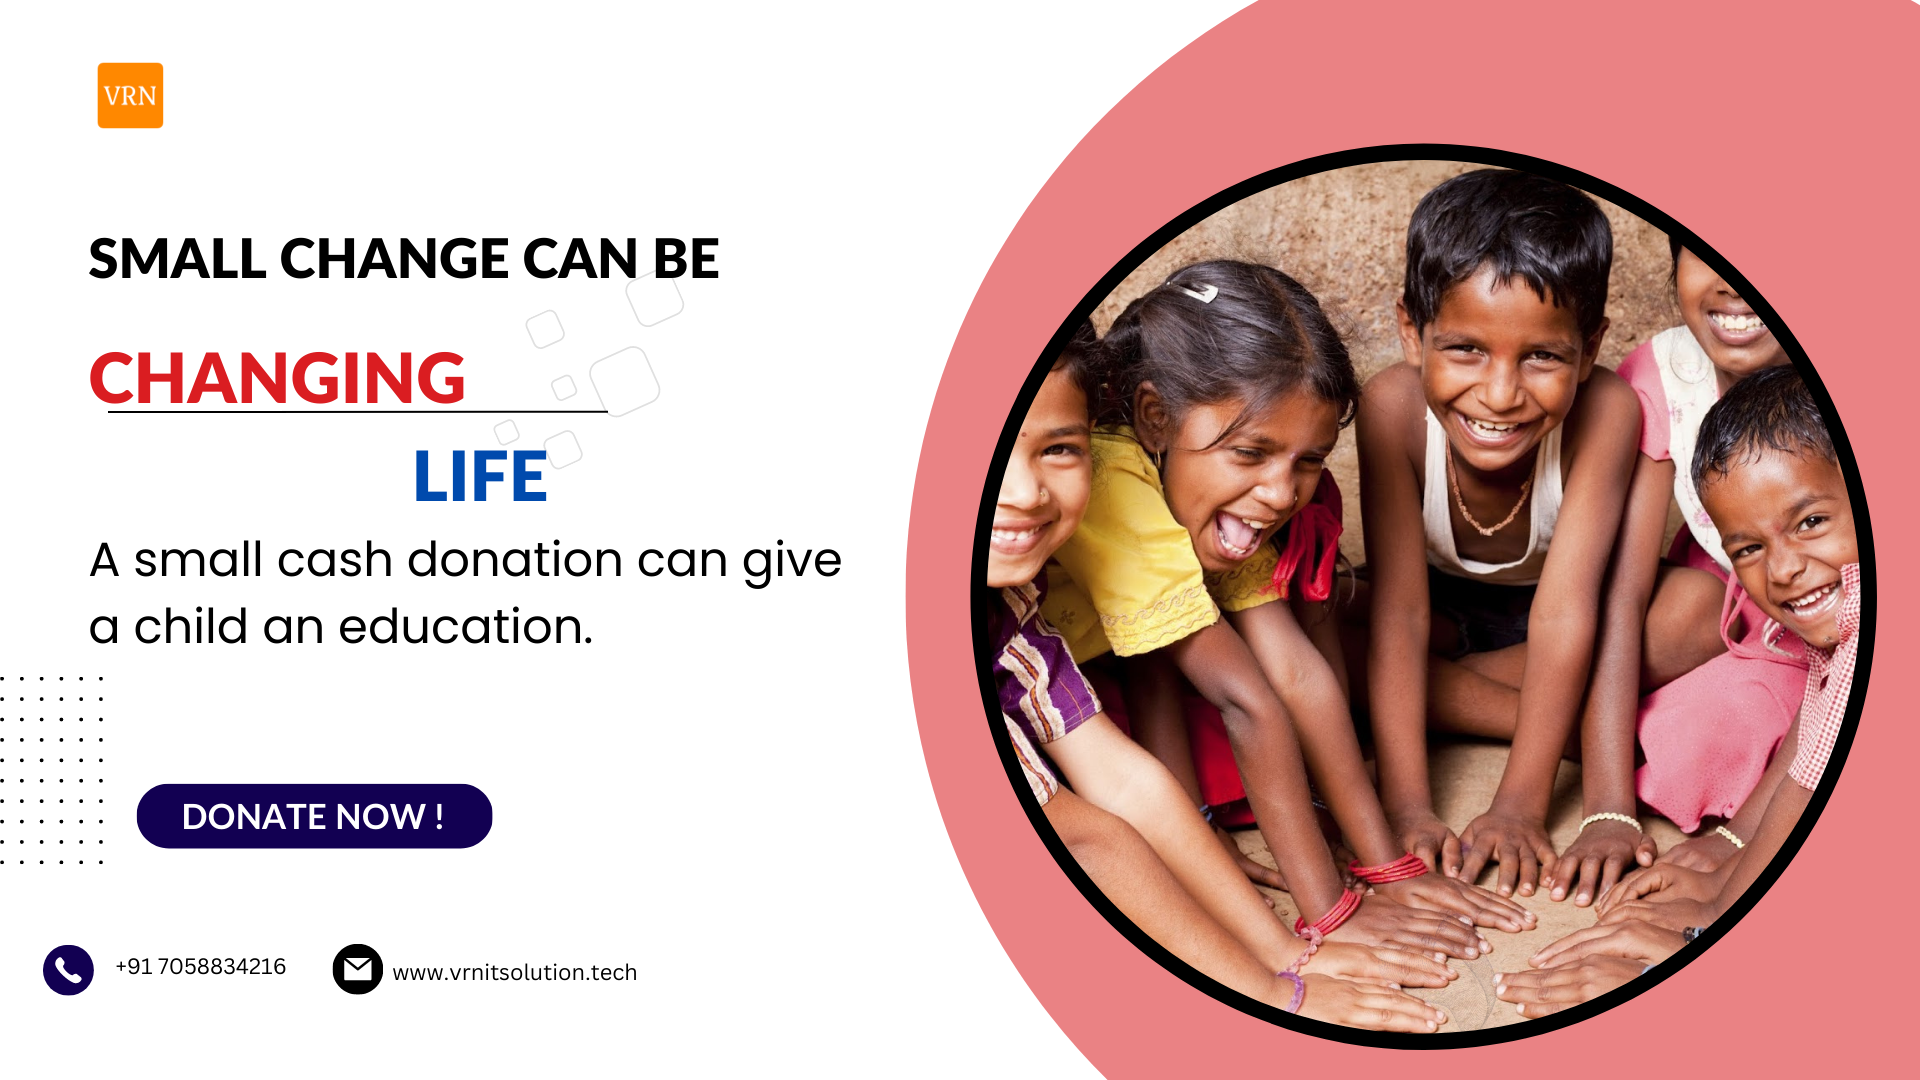 VRN
SMALL CHANGE CAN BE
CHANGING
LIFE
A small cash donation can give
a child an education.
DONATE NOW !
+91 7058834216
www.vrnitsolution.tech